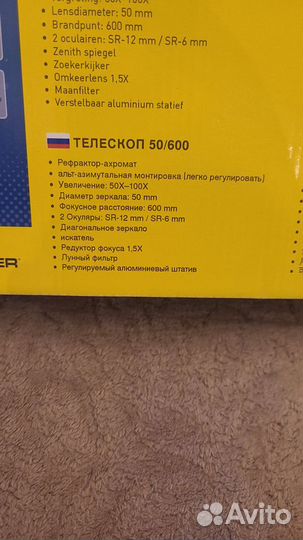 • Lensdiameter: 50 mm
• Brandpunt: 600 mm
• 2 oculairen: SR-12 mm / SR-6 mm
• Zenith spiegel
• Zoekerkijker
• Omkeerlens 1,5X
• Maanfilter
• Verstelbaar aluminium statief
ТЕЛЕСКОП 50/600
• Рефрактор-ахромат
• альт-азимутальная монтировка (легко регулировать)
• Увеличение: 50X–100X
• Диаметр зеркала: 50 mm
• Фокусное расстояние: 600 mm
• 2 Окуляры: SR-12 mm / SR-6 mm
• Диагональное зеркало
• искатель
• Редуктор фокуса 1,5X
• Лунный фильтр
• Регулируемый алюминиевый штатив
ER
Avito